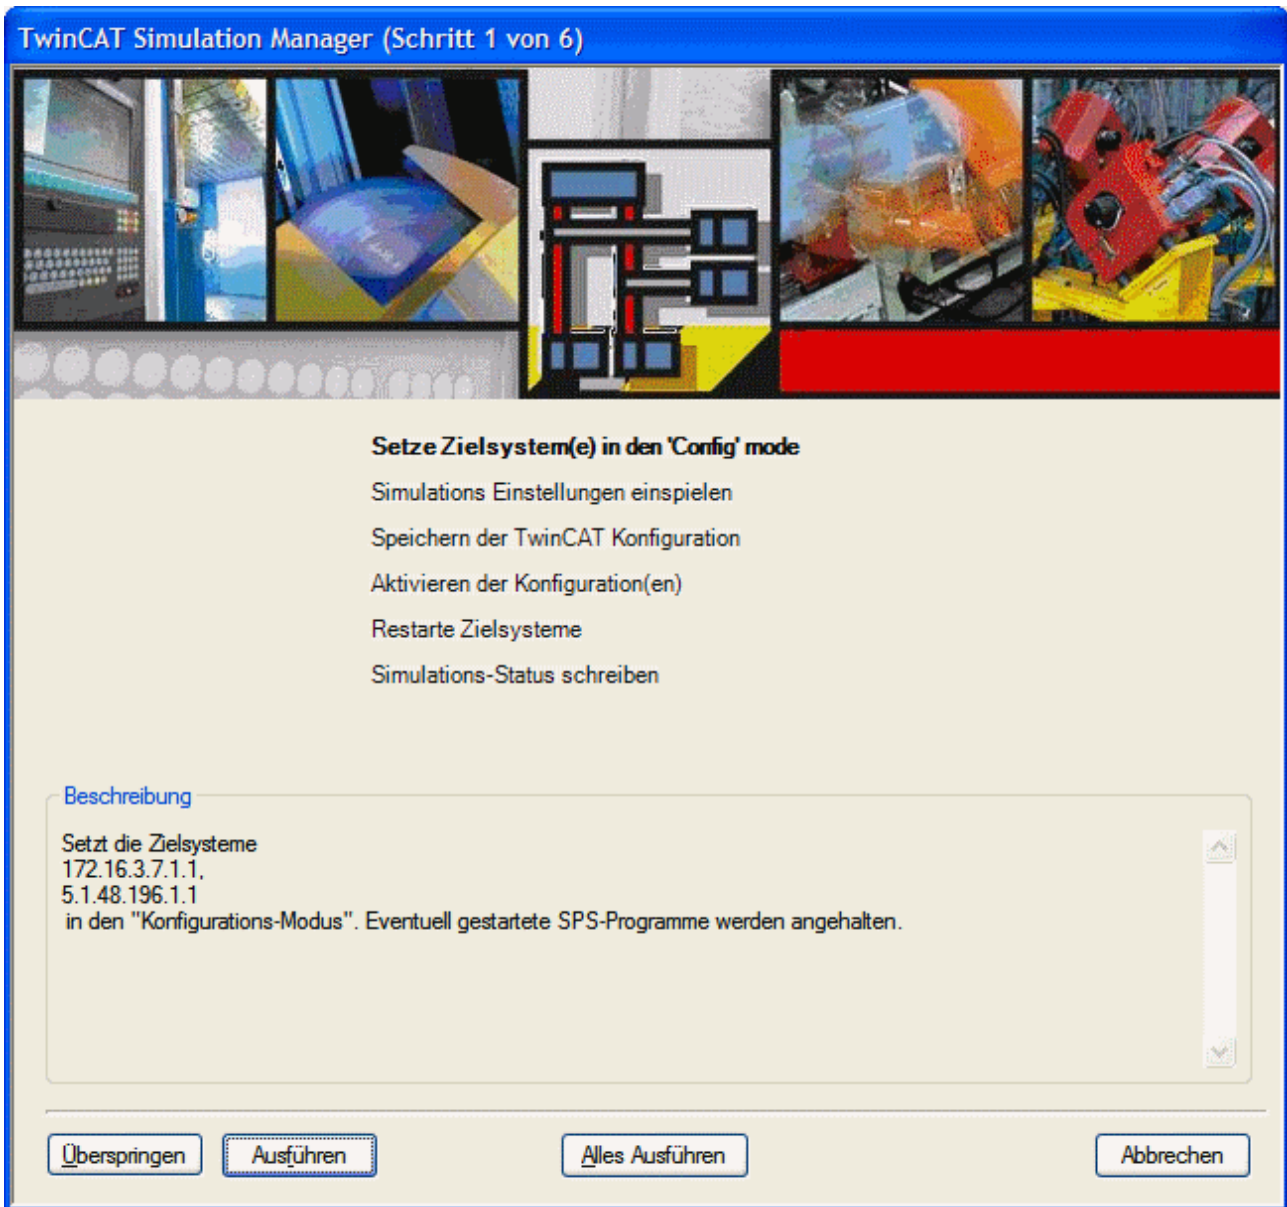 TwinCAT Simulation Manager (Schritt 1 von 6)
Setze Zielsystem(e) in den 'Config' mode
Simulations Einstellungen einspielen
Speichern der TwinCAT Konfiguration
Aktivieren der Konfiguration(en)
Restarte Zielsysteme
Simulations-Status schreiben
Beschreibung
Setzt die Zielsysteme
172.16.3.7.1.1,
5.1.48.196.1.1
in den "Konfigurations-Modus". Eventuell gestartete SPS-Programme werden angehalten.
Überspringen Ausführen Alles Ausführen Abbrechen